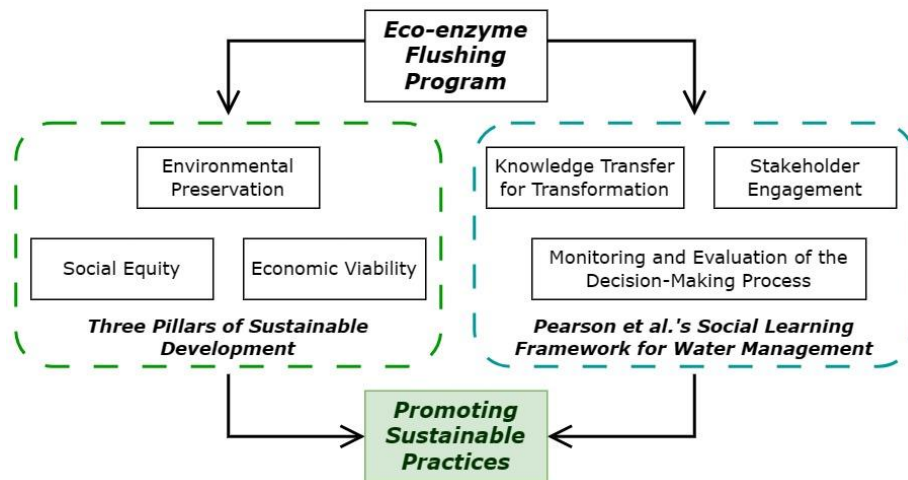 Eco-enzyme
Flushing
Program
Environmental
Preservation
Social Equity
Economic Viability
Three Pillars of Sustainable
Development
Knowledge Transfer
for Transformation
Stakeholder
Engagement
Monitoring and Evaluation of the
Decision-Making Process
Pearson et al.'s Social Learning
Framework for Water Management
Promoting
Sustainable
Practices